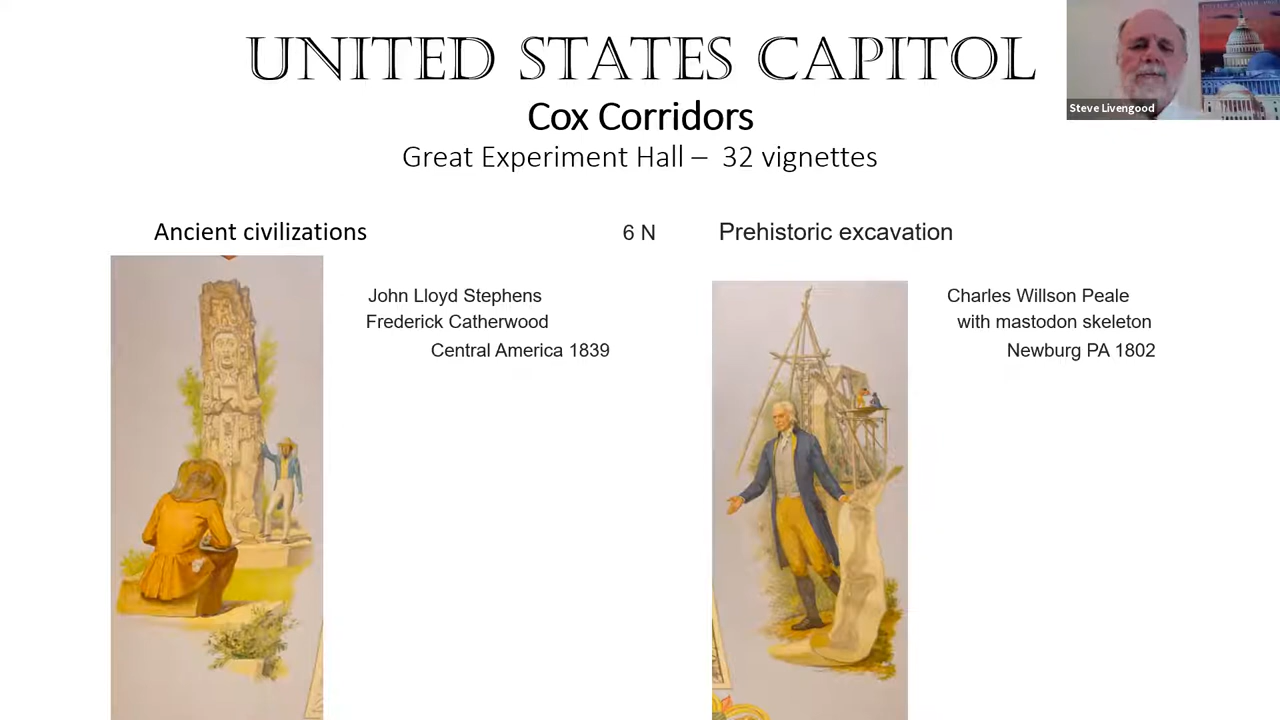 UNITED STATES CAPITOL
Cox Corridors
Great Experiment Hall – 32 vignettes
Steve Livengood
Ancient civilizations
6 N
Prehistoric excavation
John Lloyd Stephens
Frederick Catherwood
Central America 1839
Charles Willson Peale
with mastodon skeleton
Newburg PA 1802